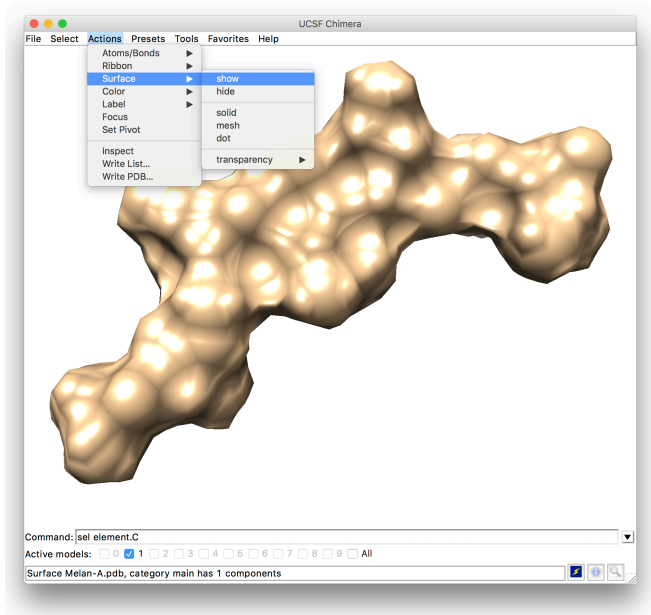 UCSF Chimera
File Select Actions Presets Tools Favorites Help
Atoms/Bonds
Ribbon
Surface
Color
Label
Focus
Set Pivot
Inspect
Write List...
Write PDB...
show
hide
solid
mesh
dot
transparency
Command: sel element.C
Active models: 0 1 2 3 4 5 6 7 8 9 All
Surface Melan-A.pdb, category main has 1 components